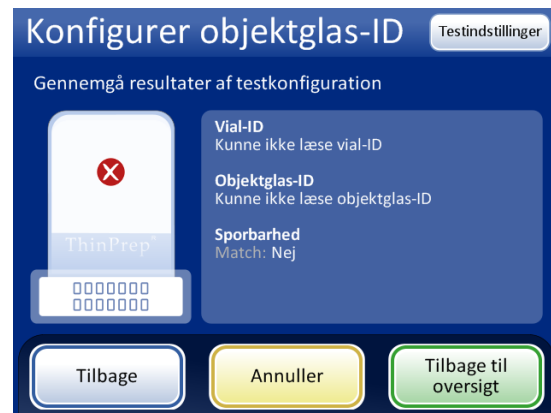 Konfigurer objektglas-ID
Testindstillinger
Gennemgå resultater af testkonfiguration
Vial-ID
Kunne ikke læse vial-ID
Objektglas-ID
Kunne ikke læse objektglas-ID
Sporbarhed
Match: Nej
ThinPrep®
▯▯▯▯▯▯▯
▯▯▯▯▯▯▯
Tilbage
Annuller
Tilbage til
oversigt